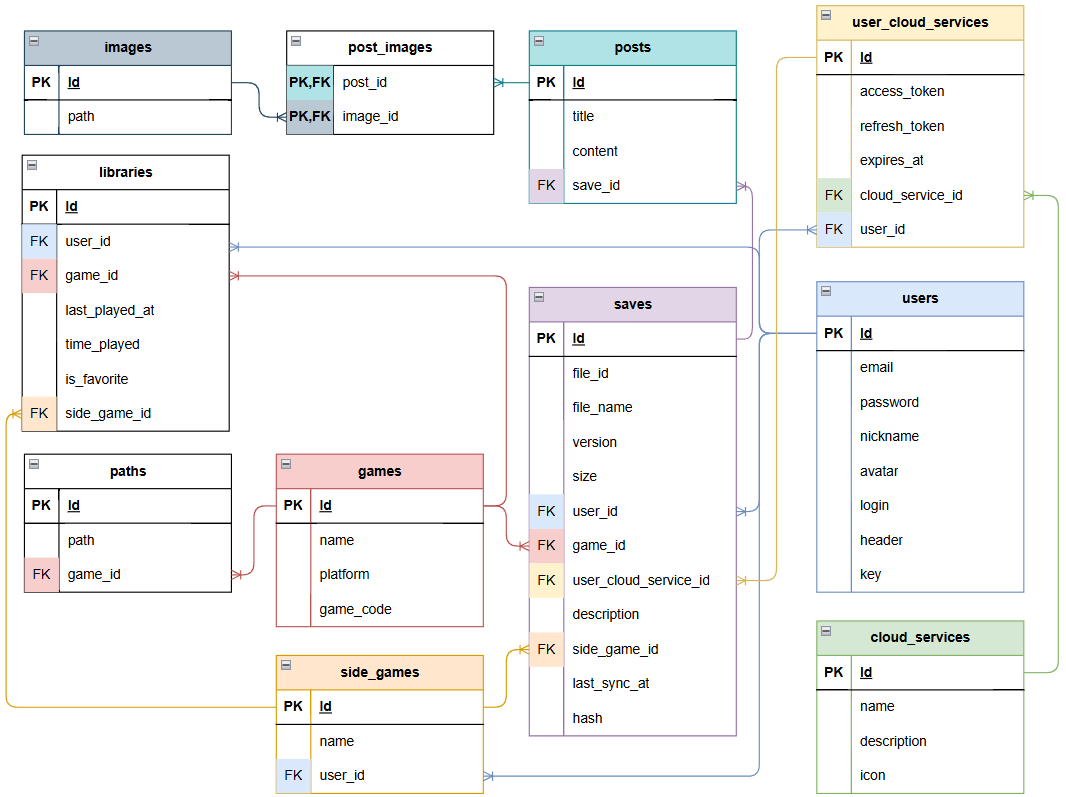 images
PK Id
path
post_images
PK,FK post_id
PK,FK image_id
posts
PK Id
title
content
FK save_id
user_cloud_services
PK Id
access_token
refresh_token
expires_at
FK cloud_service_id
FK user_id
libraries
PK Id
FK user_id
FK game_id
last_played_at
time_played
is_favorite
FK side_game_id
saves
PK Id
file_id
file_name
version
size
FK user_id
FK game_id
FK user_cloud_service_id
description
FK side_game_id
last_sync_at
hash
users
PK Id
email
password
nickname
avatar
login
header
key
paths
PK Id
path
FK game_id
games
PK Id
name
platform
game_code
side_games
PK Id
name
FK user_id
cloud_services
PK Id
name
description
icon